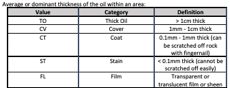 Average or dominant thickness of the oil within an area:
Value Category Definition
TO Thick Oil > 1cm thick
CV Cover 1mm - 1cm thick
CT Coat 0.1mm - 1mm thick (can
be scratched off rock
with fingernail)
ST Stain < 0.1mm thick (cannot be
scratched off easily)
FL Film Transparent or
translucent film or sheen